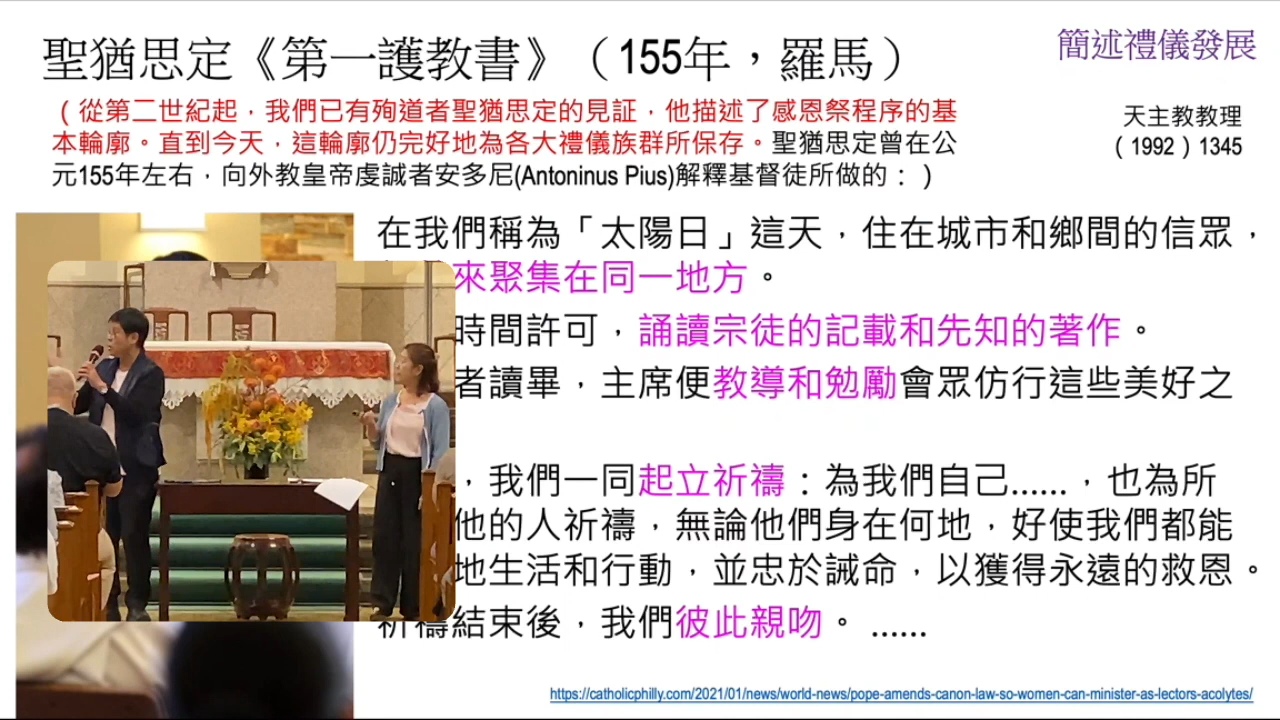 聖猶思定《第一護教書》（155年，羅馬）
簡述禮儀發展
（從第二世紀起，我們已有殉道者聖猶思定的見証，他描述了感恩祭程序的基
本輪廓。直到今天，這輪廓仍完好地為各大禮儀族群所保存。聖猶思定曾在公
元155年左右，向外教皇帝虔誠者安多尼(Antoninus Pius)解釋基督徒所做的：)
天主教教理
（1992）1345
在我們稱為「太陽日」這天，住在城市和鄉間的信眾，
來聚集在同一地方。
時間許可，誦讀宗徒的記載和先知的著作。
者讀畢，主席便教導和勉勵會眾仿行這些美好之
，我們一同起立祈禱：為我們自己......，也為所
他的人祈禱，無論他們身在何地，好使我們都能
地生活和行動，並忠於誡命，以獲得永遠的救恩。
祈禱結束後，我們彼此親吻。 ......
https://catholicphilly.com/2021/01/news/world-news/pope-amends-canon-law-so-women-can-minister-as-lectors-acolytes/